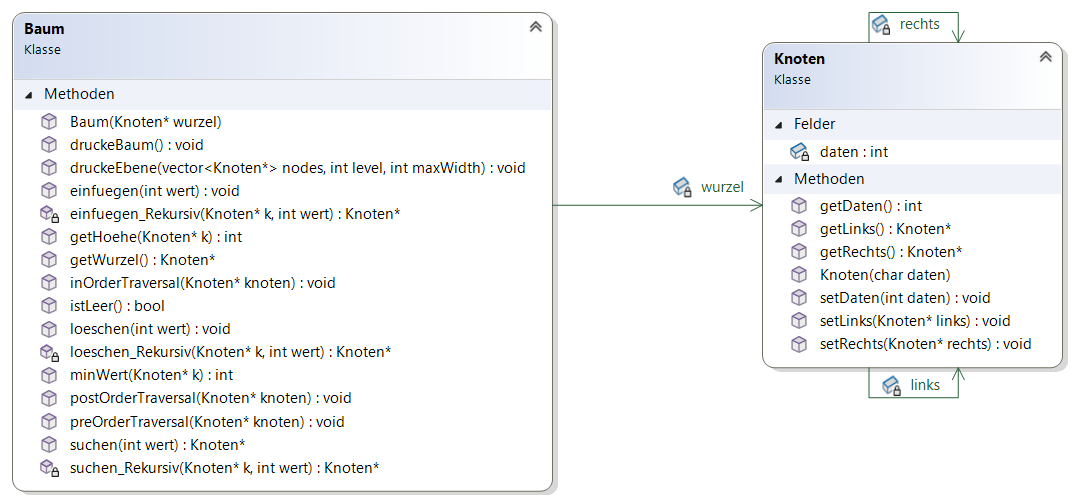 Baum
Klasse
Methoden
Baum(Knoten* wurzel)
druckeBaum() : void
druckeEbene(vector<Knoten*> nodes, int level, int maxWidth) : void
einfuegen(int wert) : void
einfuegen_Rekursiv(Knoten* k, int wert) : Knoten*
getHoehe(Knoten* k) : int
getWurzel() : Knoten*
inOrderTraversal(Knoten* knoten) : void
istLeer() : bool
loeschen(int wert) : void
loeschen_Rekursiv(Knoten* k, int wert) : Knoten*
minWert(Knoten* k) : int
postOrderTraversal(Knoten* knoten) : void
preOrderTraversal(Knoten* knoten) : void
suchen(int wert) : Knoten*
suchen_Rekursiv(Knoten* k, int wert) : Knoten*
wurzel
rechts
Knoten
Klasse
Felder
daten : int
Methoden
getDaten() : int
getLinks() : Knoten*
getRechts() : Knoten*
Knoten(char daten)
setDaten(int daten) : void
setLinks(Knoten* links) : void
setRechts(Knoten* rechts) : void
links